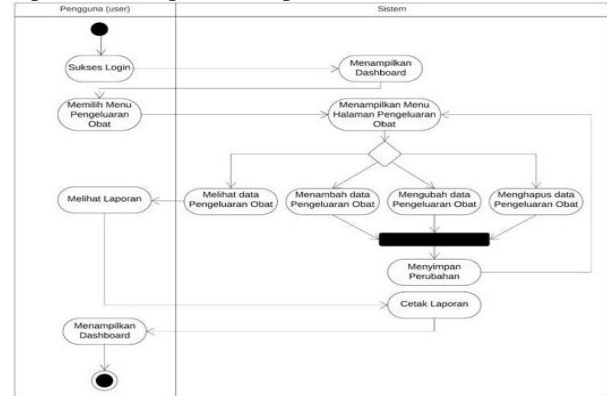 Pengguna (user)
Sistem
Sukses Login
Menampilkan
Dashboard
Memilih Menu
Pengeluaran
Obat
Menampilkan Menu
Halaman Pengeluaran
Obat
Melihat Laporan
Melihat data
Pengeluaran Obat
Menambah data
Pengeluaran Obat
Mengubah data
Pengeluaran Obat
Menghapus data
Pengeluaran Obat
Menyimpan
Perubahan
Cetak Laporan
Menampilkan
Dashboard